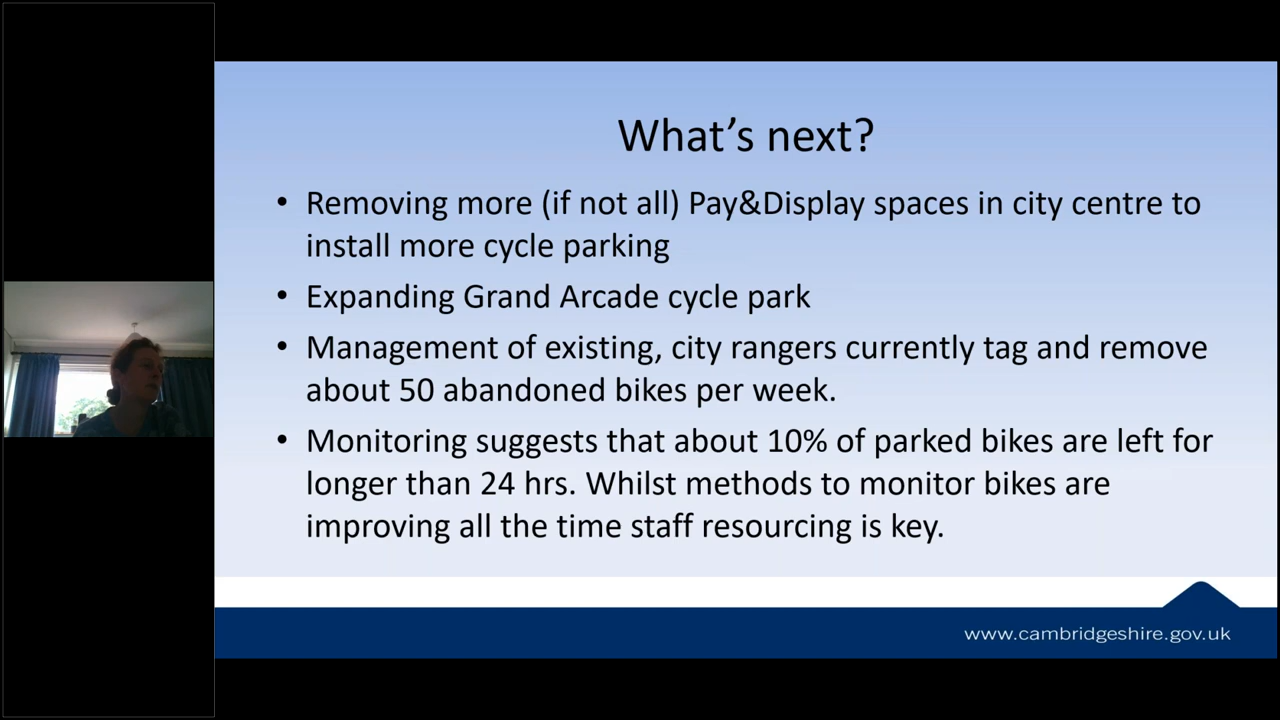 What's next?
• Removing more (if not all) Pay&Display spaces in city centre to
install more cycle parking
• Expanding Grand Arcade cycle park
• Management of existing, city rangers currently tag and remove
about 50 abandoned bikes per week.
• Monitoring suggests that about 10% of parked bikes are left for
longer than 24 hrs. Whilst methods to monitor bikes are
improving all the time staff resourcing is key.
www.cambridgeshire.gov.uk